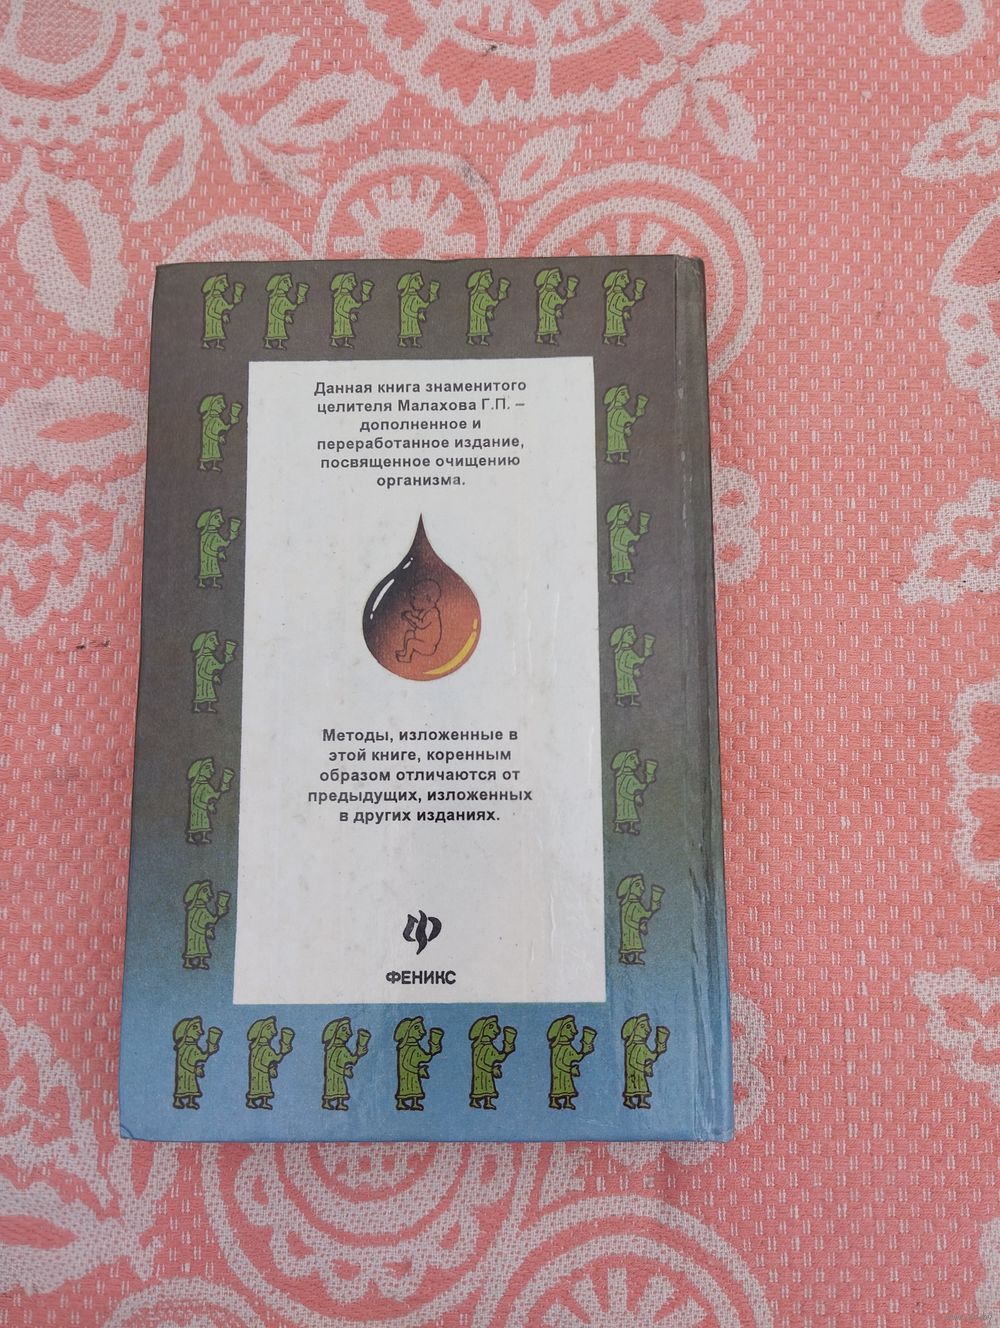 Данная книга знаменитого
целителя Малахова Г.П. –
дополненное и
переработанное издание,
посвященное очищению
организма.
Методы, изложенные в
этой книге, коренным
образом отличаются от
предыдущих, изложенных
в других изданиях.
ФЕНИКС